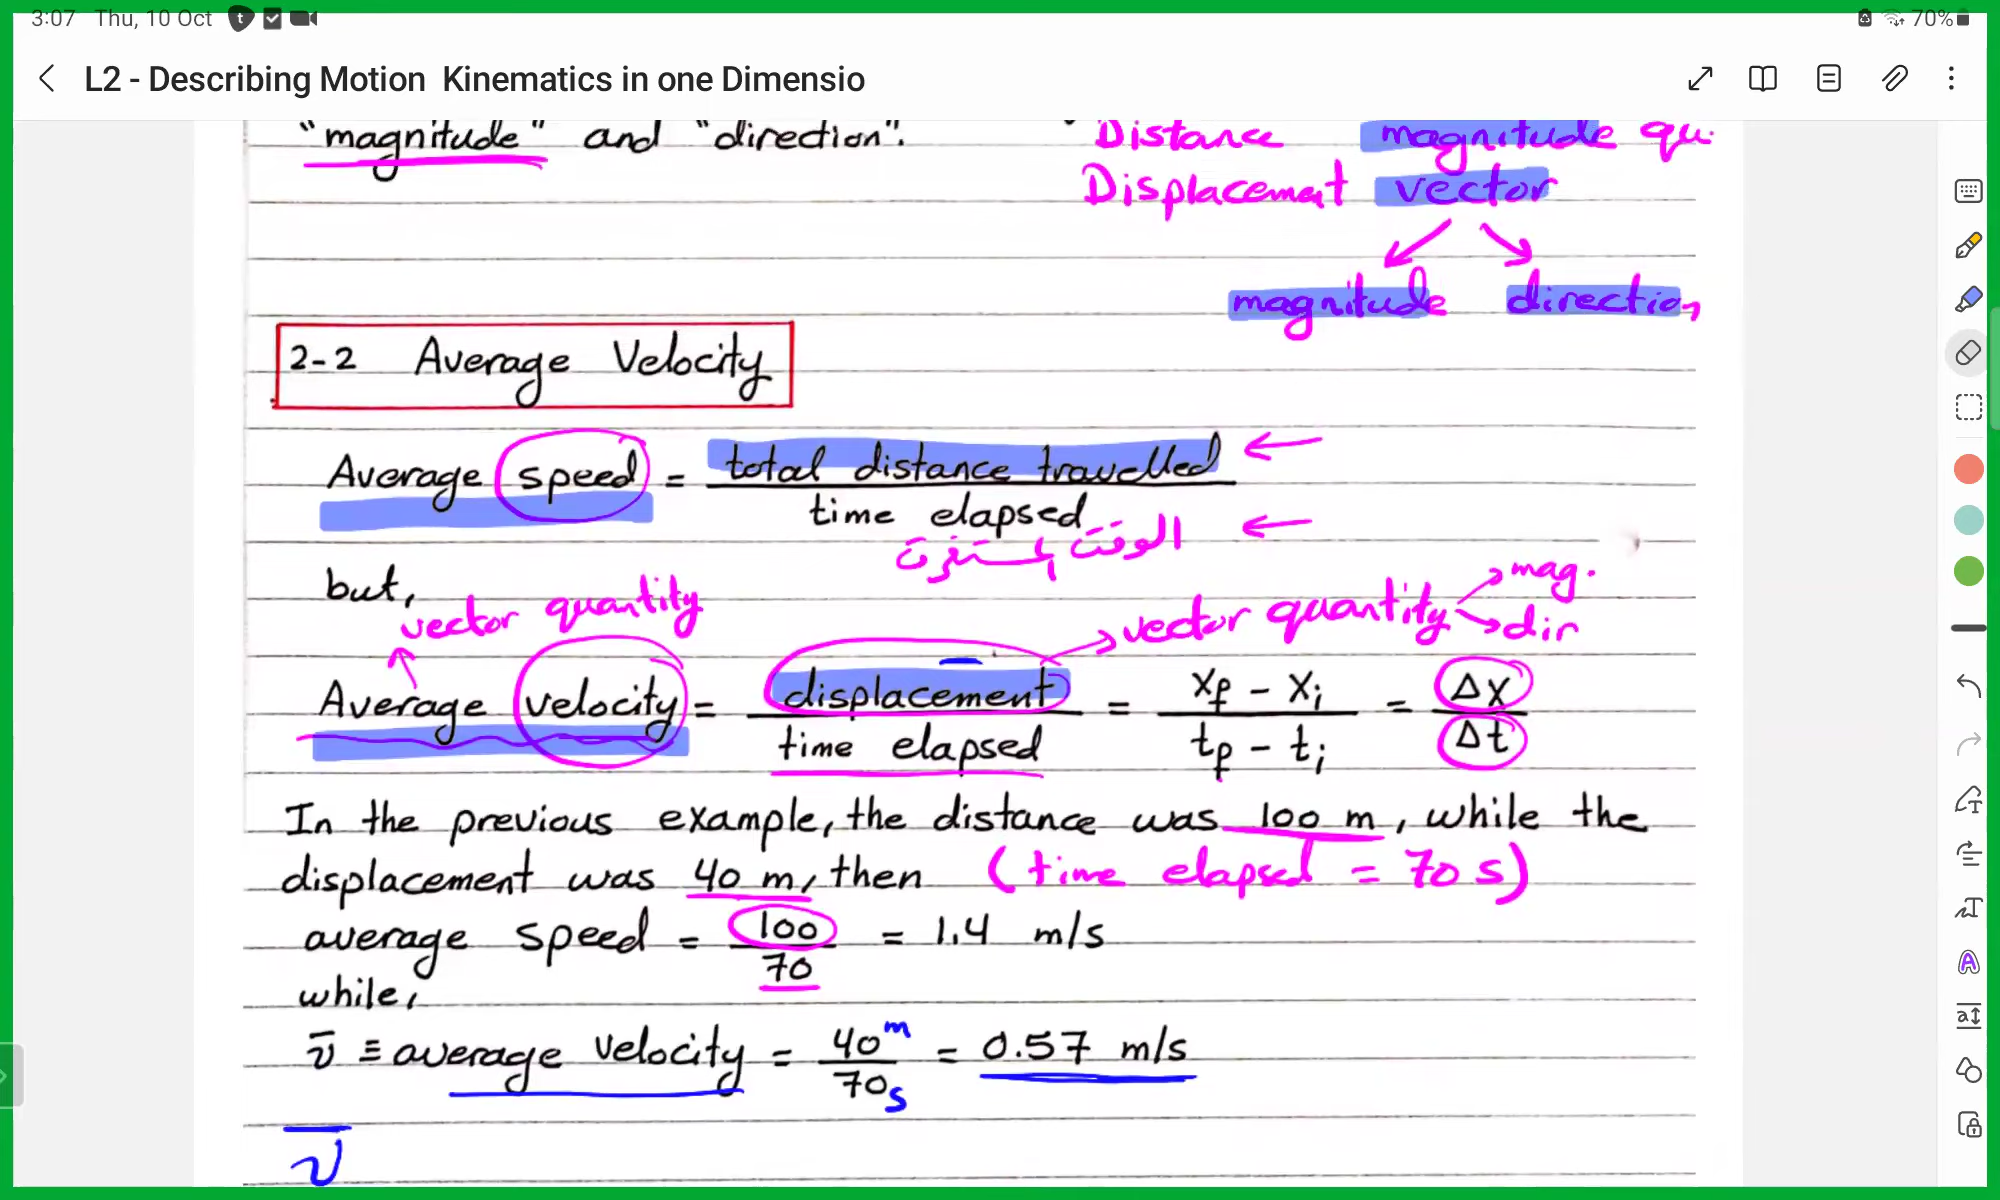 3:07 Thu, 10 Oct t 70%
L2 - Describing Motion Kinematics in one Dimensio
"magnitude" and "direction".
Distance magnitude qu
Displacement vector
magnitude direction
2-2 Average Velocity
Average speed = total distance travelled / time elapsed
but,
vector quantity
vector quantity mag.
dir
Average velocity = displacement / time elapsed = xf - xi / tf - ti = Δx / Δt
In the previous example, the distance was 100 m, while the
displacement was 40 m, then (time elapsed = 70 s)
average speed = 100 / 70 = 1.4 m/s
while,
v̄ ≡ average velocity = 40 m / 70 s = 0.57 m/s
v̄